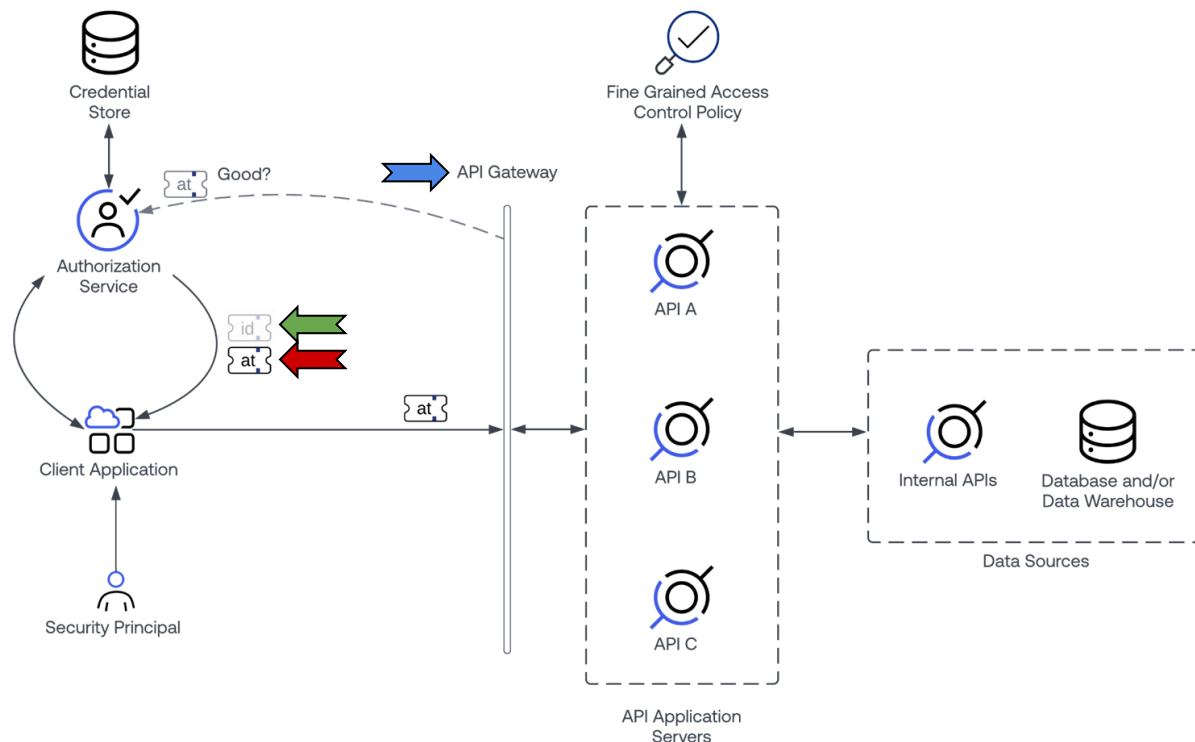 Credential
Store
Fine Grained Access
Control Policy
at
Good?
API Gateway
Authorization
Service
API A
id
at
at
Client Application
API B
Internal APIs
Database and/or
Data Warehouse
Data Sources
Security Principal
API C
API Application
Servers